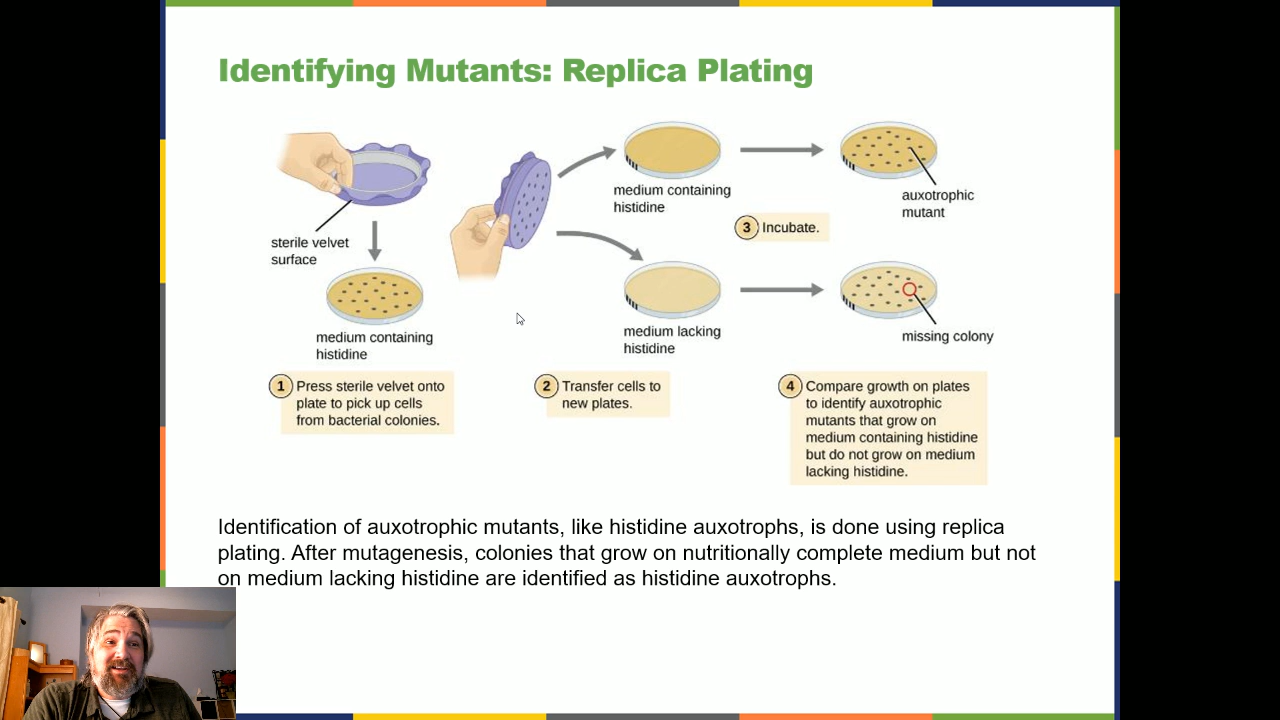 Identifying Mutants: Replica Plating
sterile velvet
surface
medium containing
histidine
1 Press sterile velvet onto
plate to pick up cells
from bacterial colonies.
medium containing
histidine
medium lacking
histidine
2 Transfer cells to
new plates.
3 Incubate.
auxotrophic
mutant
missing colony
4 Compare growth on plates
to identify auxotrophic
mutants that grow on
medium containing histidine
but do not grow on medium
lacking histidine.
Identification of auxotrophic mutants, like histidine auxotrophs, is done using replica
plating. After mutagenesis, colonies that grow on nutritionally complete medium but not
on medium lacking histidine are identified as histidine auxotrophs.